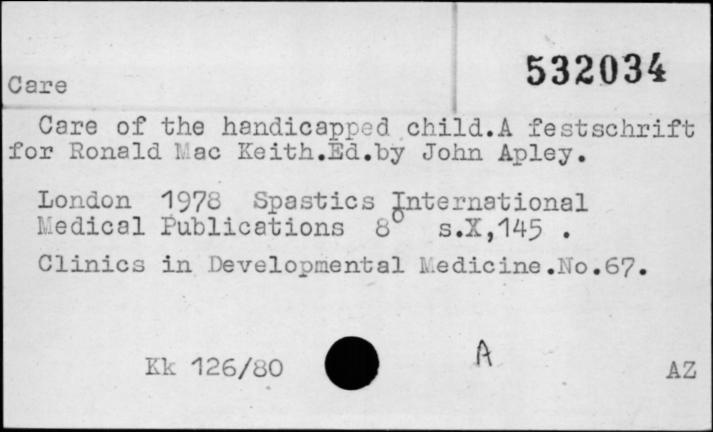 532034
Care
Care of the handicapped child.A festschrift
for Ronald Mac Keith.Ed.by John Apley.
London 1978 Spastics International
Medical Publications 8° s.X,145 .
Clinics in Developmental Medicine.No.67.
Kk 126/80
A
AZ